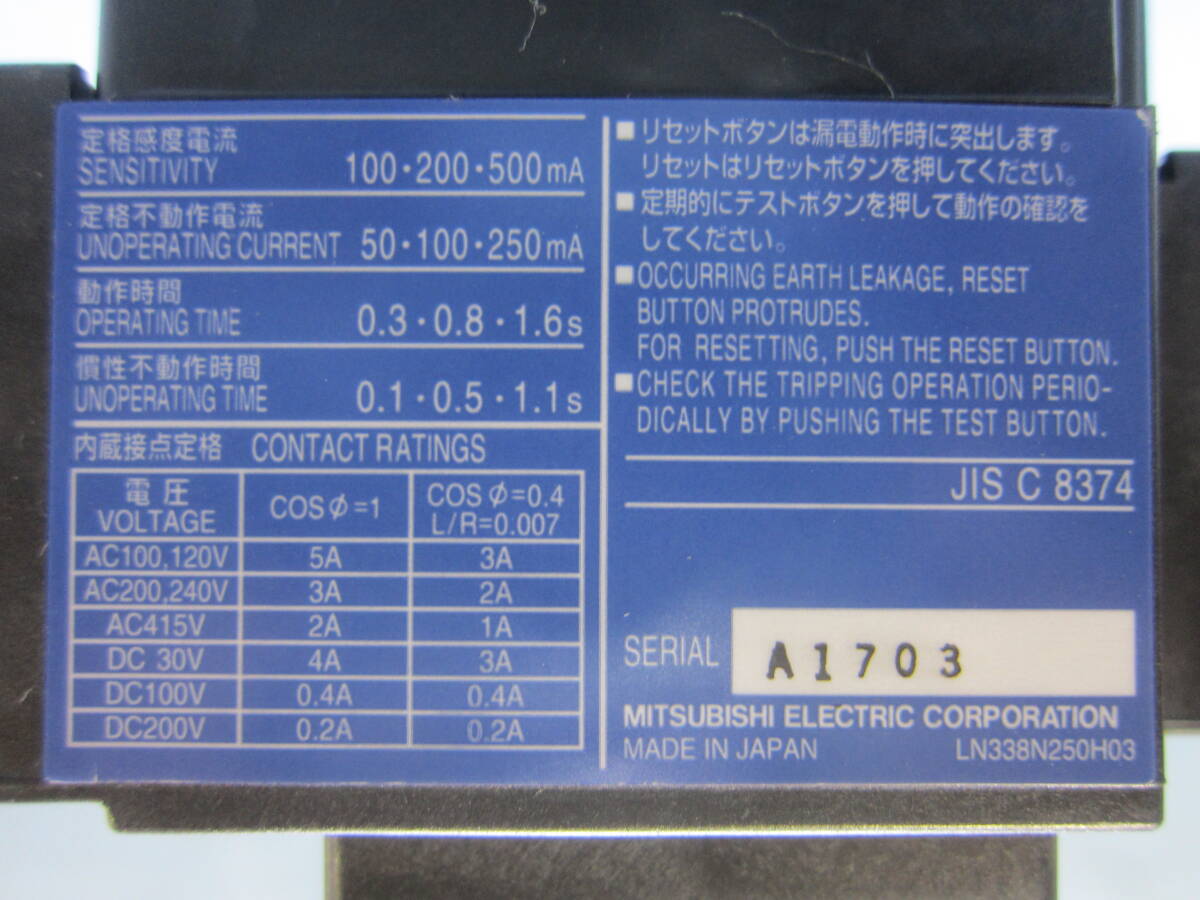 定格感度電流
SENSITIVITY 100・200・500mA
定格不動作電流
UNOPERATING CURRENT 50・100・250mA
動作時間
OPERATING TIME 0.3・0.8・1.6s
慣性不動作時間
UNOPERATING TIME 0.1・0.5・1.1s
内蔵接点定格 CONTACT RATINGS
電圧 VOLTAGE COSφ=1 COSφ=0.4 L/R=0.007
AC100,120V 5A 3A
AC200,240V 3A 2A
AC415V 2A 1A
DC 30V 4A 3A
DC100V 0.4A 0.4A
DC200V 0.2A 0.2A
■リセットボタンは漏電動作時に突出します。
リセットはリセットボタンを押してください。
■定期的にテストボタンを押して動作の確認を
してください。
■OCCURRING EARTH LEAKAGE, RESET
BUTTON PROTRUDES.
FOR RESETTING, PUSH THE RESET BUTTON.
■CHECK THE TRIPPING OPERATION PERIO-
DICALLY BY PUSHING THE TEST BUTTON.
JIS C 8374
SERIAL A1703
MITSUBISHI ELECTRIC CORPORATION
MADE IN JAPAN LN338N250H03